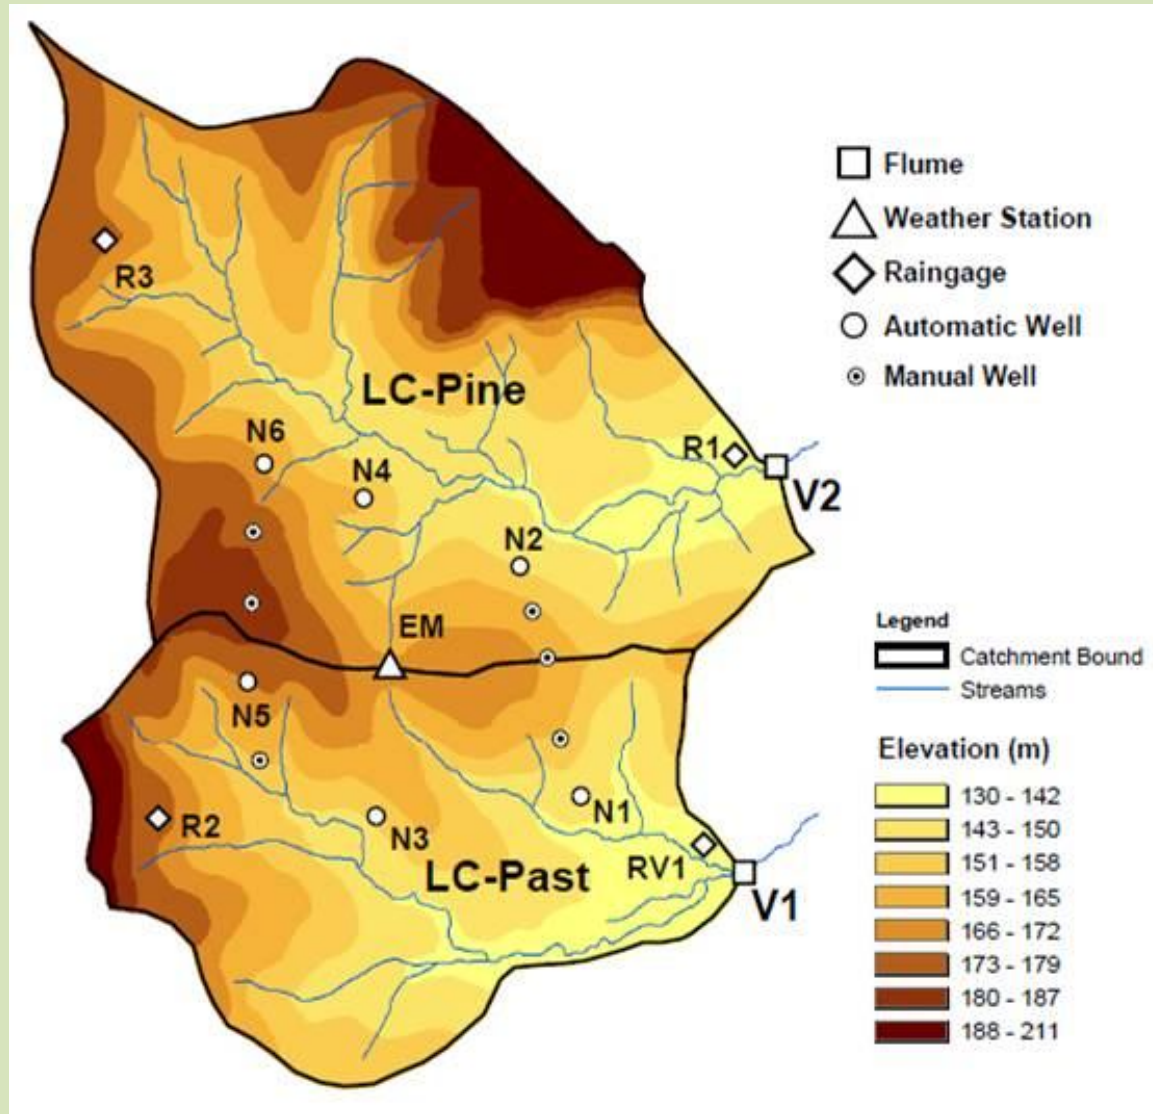 Flume
Weather Station
Raingage
Automatic Well
Manual Well
R3
LC-Pine
N6
N4
R1
V2
N2
EM
N5
R2
N3
N1
LC-Past
RV1
V1
Legend
Catchment Bound
Streams
Elevation (m)
130 - 142
143 - 150
151 - 158
159 - 165
166 - 172
173 - 179
180 - 187
188 - 211